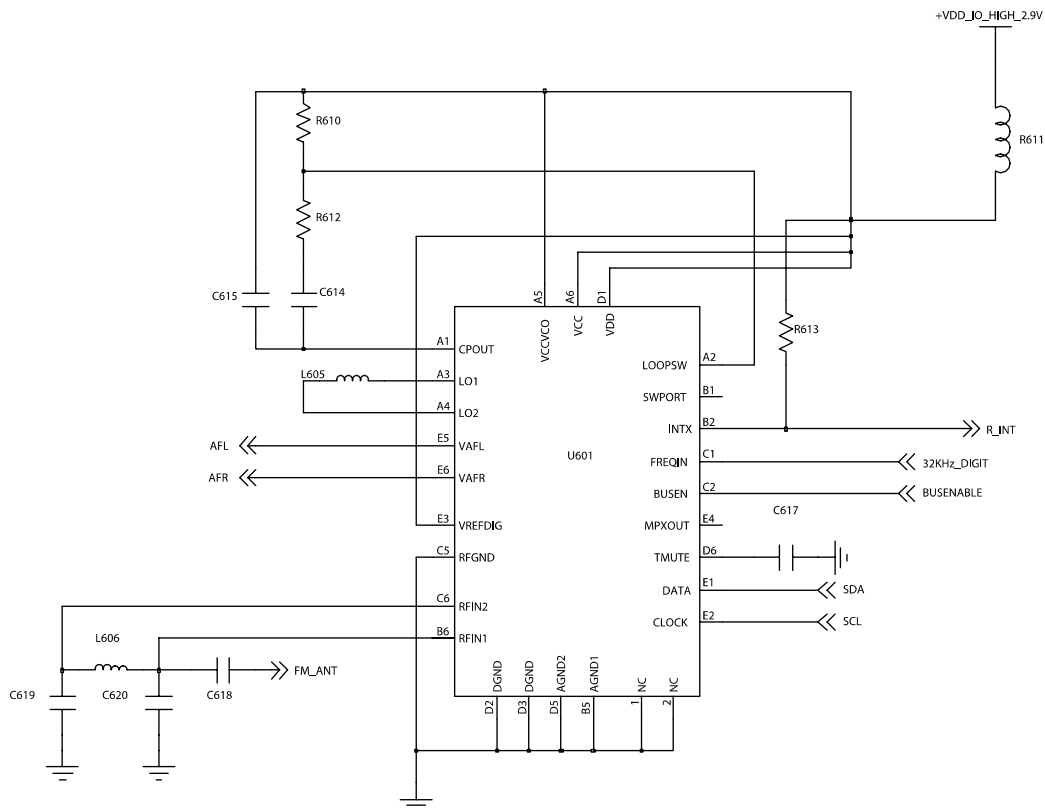 +VDD_IO_HIGH_2.9V
R610
R611
R612
C615
C614
A5
A6
D1
R613
VCCVCO
VCC
VDD
A1
CPOUT
LOOPSW
A2
L605
A3
LO1
SWPORT
B1
A4
LO2
INTX
B2
R_INT
AFL
E5
VAFL
U601
FREQIN
C1
32KHz_DIGIT
AFR
E6
VAFR
BUSEN
C2
BUSENABLE
C617
E3
VREFDIG
MPXOUT
E4
C5
RFGND
TMUTE
D6
DATA
E1
SDA
C6
RFIN2
CLOCK
E2
SCL
L606
B6
RFIN1
FM_ANT
C619
C620
C618
DGND
DGND
AGND2
AGND1
NC
NC
D2
D3
D5
B5
1
2